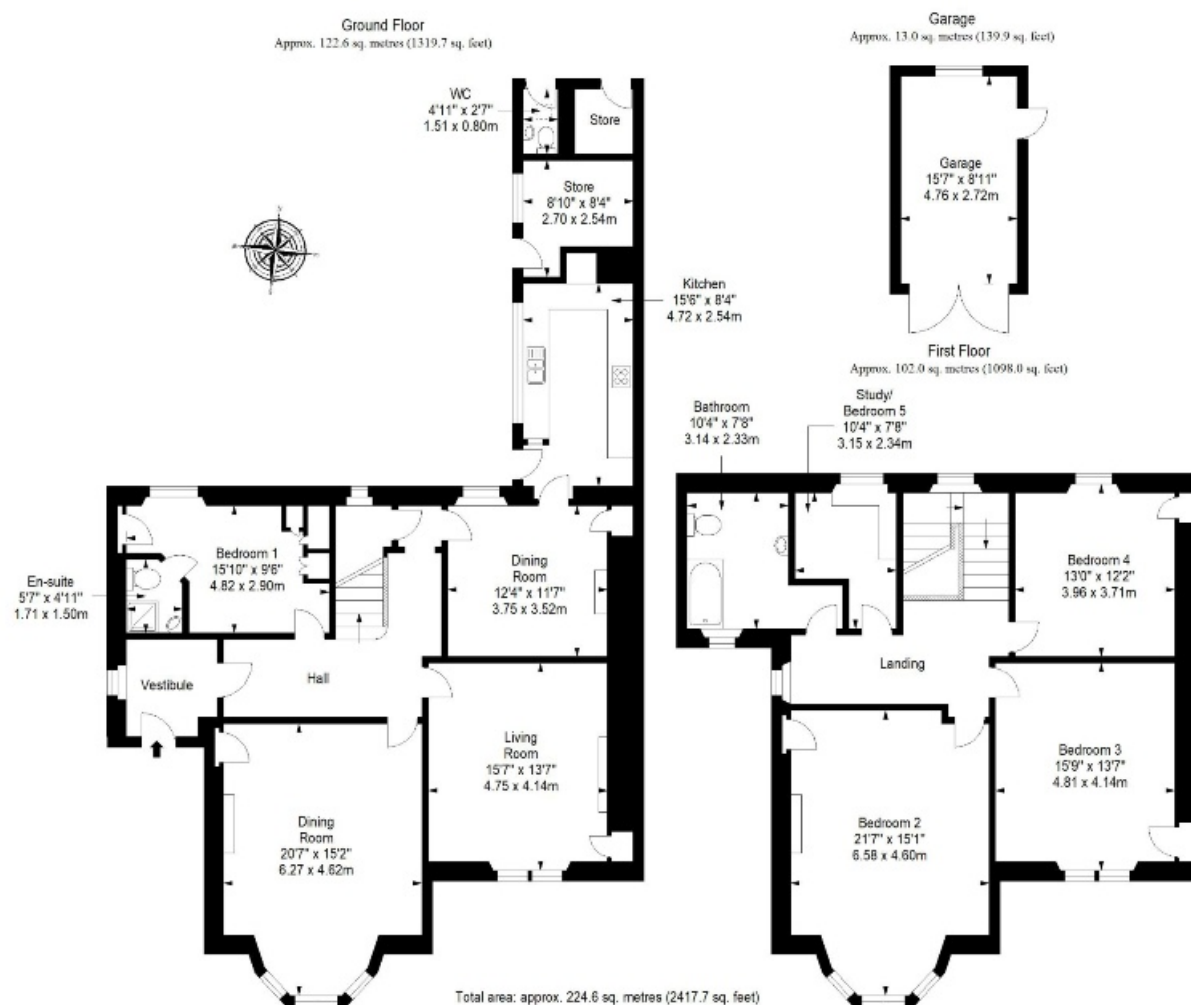 Ground Floor
Approx. 122.6 sq. metres (1319.7 sq. feet)
WC
4'11" x 2'7"
1.51 x 0.80m
Store
Store
8'10" x 8'4"
2.70 x 2.54m
Kitchen
15'6" x 8'4"
4.72 x 2.54m
Bedroom 1
15'10" x 9'6"
4.82 x 2.90m
En-suite
5'7" x 4'11"
1.71 x 1.50m
Dining
Room
12'4" x 11'7"
3.75 x 3.52m
Vestibule
Hall
Living
Room
15'7" x 13'7"
4.75 x 4.14m
Dining
Room
20'7" x 15'2"
6.27 x 4.62m
Garage
Approx. 13.0 sq. metres (139.9 sq. feet)
Garage
15'7" x 8'11"
4.76 x 2.72m
First Floor
Approx. 102.0 sq. metres (1098.0 sq. feet)
Bathroom
10'4" x 7'8"
3.14 x 2.33m
Study/
Bedroom 5
10'4" x 7'8"
3.15 x 2.34m
Bedroom 4
13'0" x 12'2"
3.96 x 3.71m
Landing
Bedroom 3
15'9" x 13'7"
4.81 x 4.14m
Bedroom 2
21'7" x 15'1"
6.58 x 4.60m
Total area: approx. 224.6 sq. metres (2417.7 sq. feet)